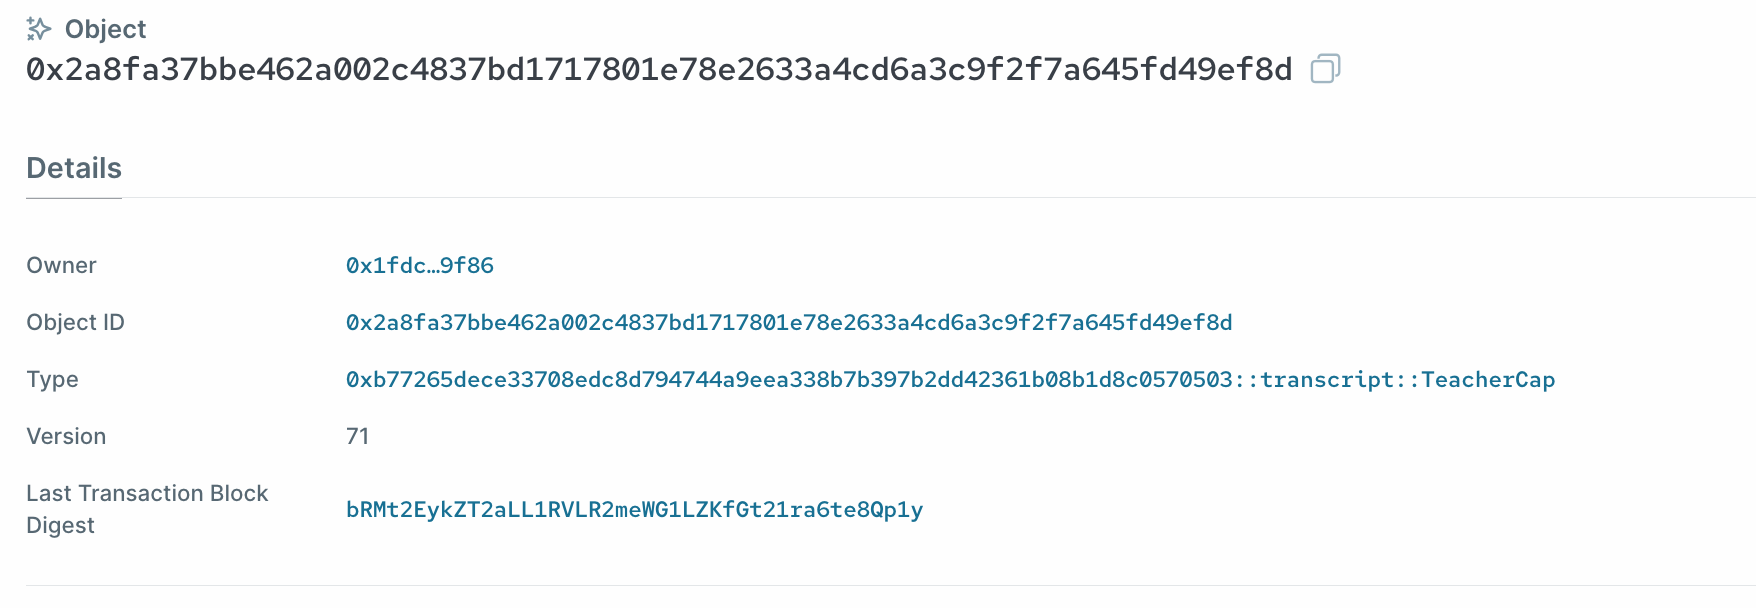 Object
0x2a8fa37bbe462a002c4837bd1717801e78e2633a4cd6a3c9f2f7a645fd49ef8d
Details
Owner 0x1fdc…9f86
Object ID 0x2a8fa37bbe462a002c4837bd1717801e78e2633a4cd6a3c9f2f7a645fd49ef8d
Type 0xb77265dece33708edc8d794744a9eea338b7b397b2dd42361b08b1d8c0570503::transcript::TeacherCap
Version 71
Last Transaction Block
Digest bRMt2EykZT2aLL1RVLR2meWG1LZKfGt21ra6te8Qp1y